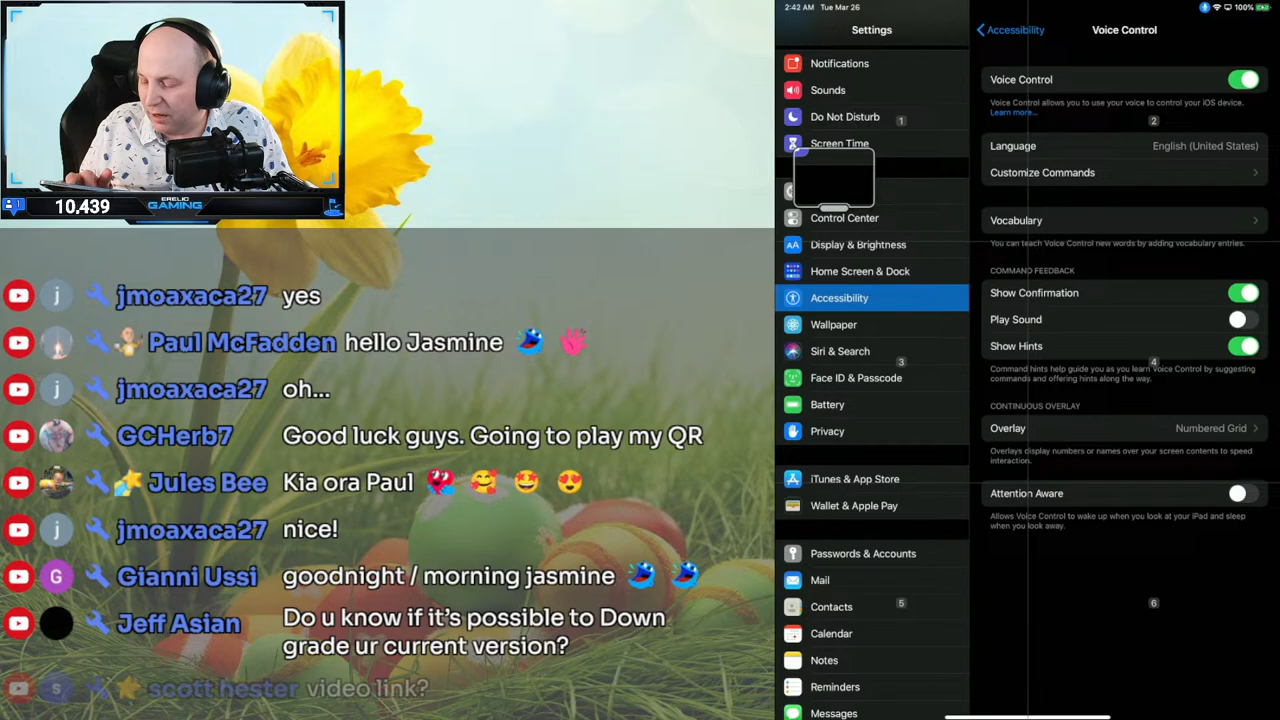 10,439
ERELIC
GAMING
jmoaxaca27 yes
Paul McFadden hello Jasmine
jmoaxaca27 oh...
GCHerb7 Good luck guys. Going to play my QR
Jules Bee Kia ora Paul
jmoaxaca27 nice!
Gianni Ussi goodnight / morning jasmine
Jeff Asian Do u know if it's possible to Down
grade ur current version?
scott hester video link?
2:42 AM Tue Mar 26
100%
Settings
Notifications
Sounds
Do Not Disturb
1
Screen Time
Control Center
AA Display & Brightness
Home Screen & Dock
Accessibility
Wallpaper
Siri & Search
3
Face ID & Passcode
Battery
Privacy
iTunes & App Store
Wallet & Apple Pay
Passwords & Accounts
Mail
Contacts
5
Calendar
Notes
Reminders
Messages
Accessibility
Voice Control
Voice Control
Voice Control allows you to use your voice to control your iOS device.
Learn more...
2
Language English (United States)
Customize Commands
Vocabulary
You can teach Voice Control new words by adding vocabulary entries.
COMMAND FEEDBACK
Show Confirmation
Play Sound
Show Hints
4
Command hints help guide you as you learn Voice Control by suggesting
commands and offering hints along the way.
CONTINUOUS OVERLAY
Overlay Numbered Grid
Overlays display numbers or names over your screen contents to speed
interaction.
Attention Aware
Allows Voice Control to wake up when you look at your iPad and sleep
when you look away.
6